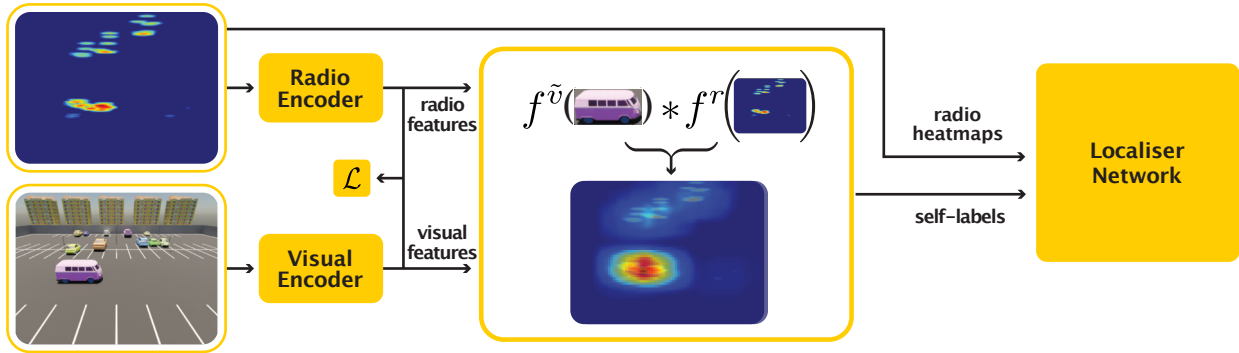 Radio
Encoder
radio
features
ℒ
Visual
Encoder
visual
features
f^ṽ( ) * f^r( )
radio
heatmaps
self-labels
Localiser
Network